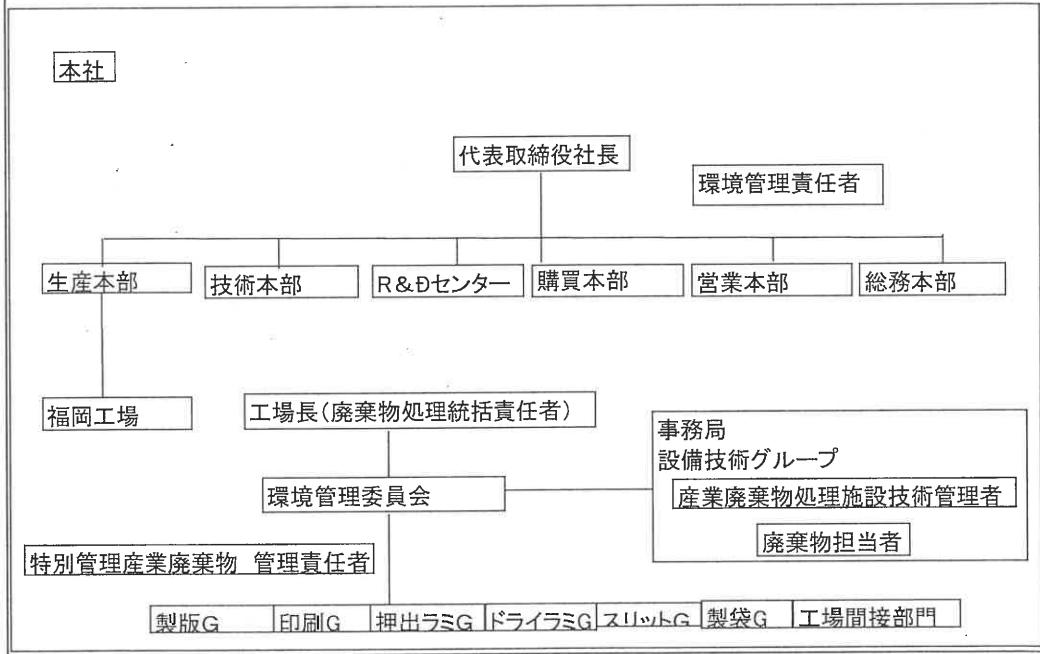 本社
代表取締役社長
環境管理責任者
生産本部 技術本部 R&Dセンター 購買本部 営業本部 総務本部
福岡工場 工場長(廃棄物処理統括責任者)
事務局
設備技術グループ
環境管理委員会 産業廃棄物処理施設技術管理者
廃棄物担当者
特別管理産業廃棄物 管理責任者
製版G 印刷G 押出ラミG ドライラミG スリットG 製袋G 工場間接部門